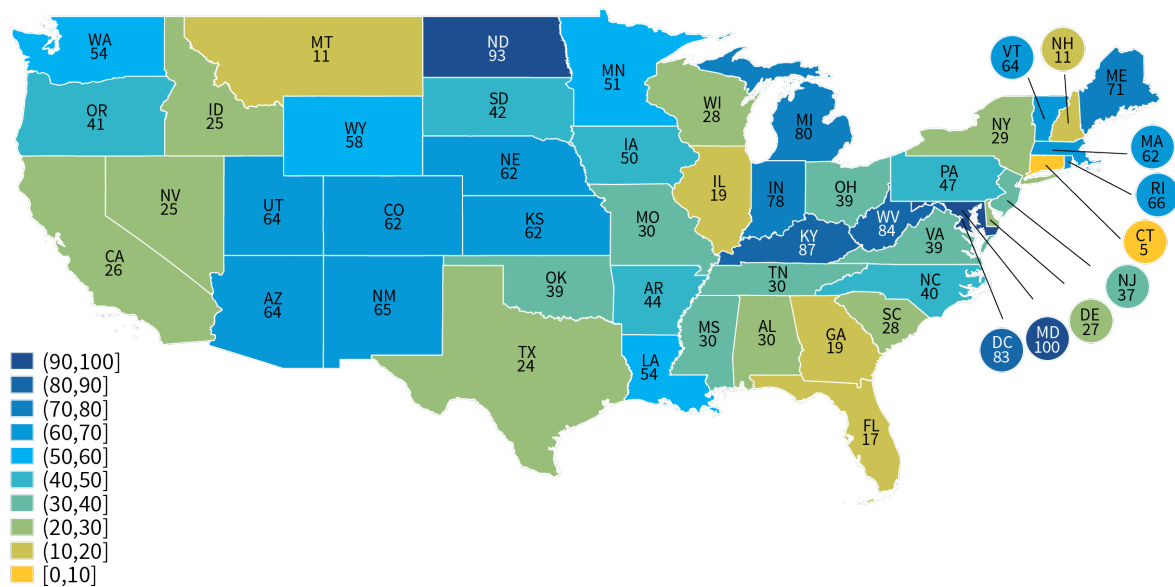 WA
54
MT
11
ND
93
MN
51
VT
64
NH
11
ME
71
OR
41
ID
25
WY
58
SD
42
WI
28
MI
80
NY
29
MA
62
RI
66
NV
25
UT
64
CO
62
NE
62
IA
50
IL
19
IN
78
OH
39
PA
47
CT
5
CA
26
KS
62
MO
30
KY
87
WV
84
VA
39
NJ
37
AZ
64
NM
65
OK
39
AR
44
TN
30
NC
40
DE
27
TX
24
LA
54
MS
30
AL
30
GA
19
SC
28
DC
83
MD
100
FL
17
(90,100]
(80,90]
(70,80]
(60,70]
(50,60]
(40,50]
(30,40]
(20,30]
(10,20]
[0,10]